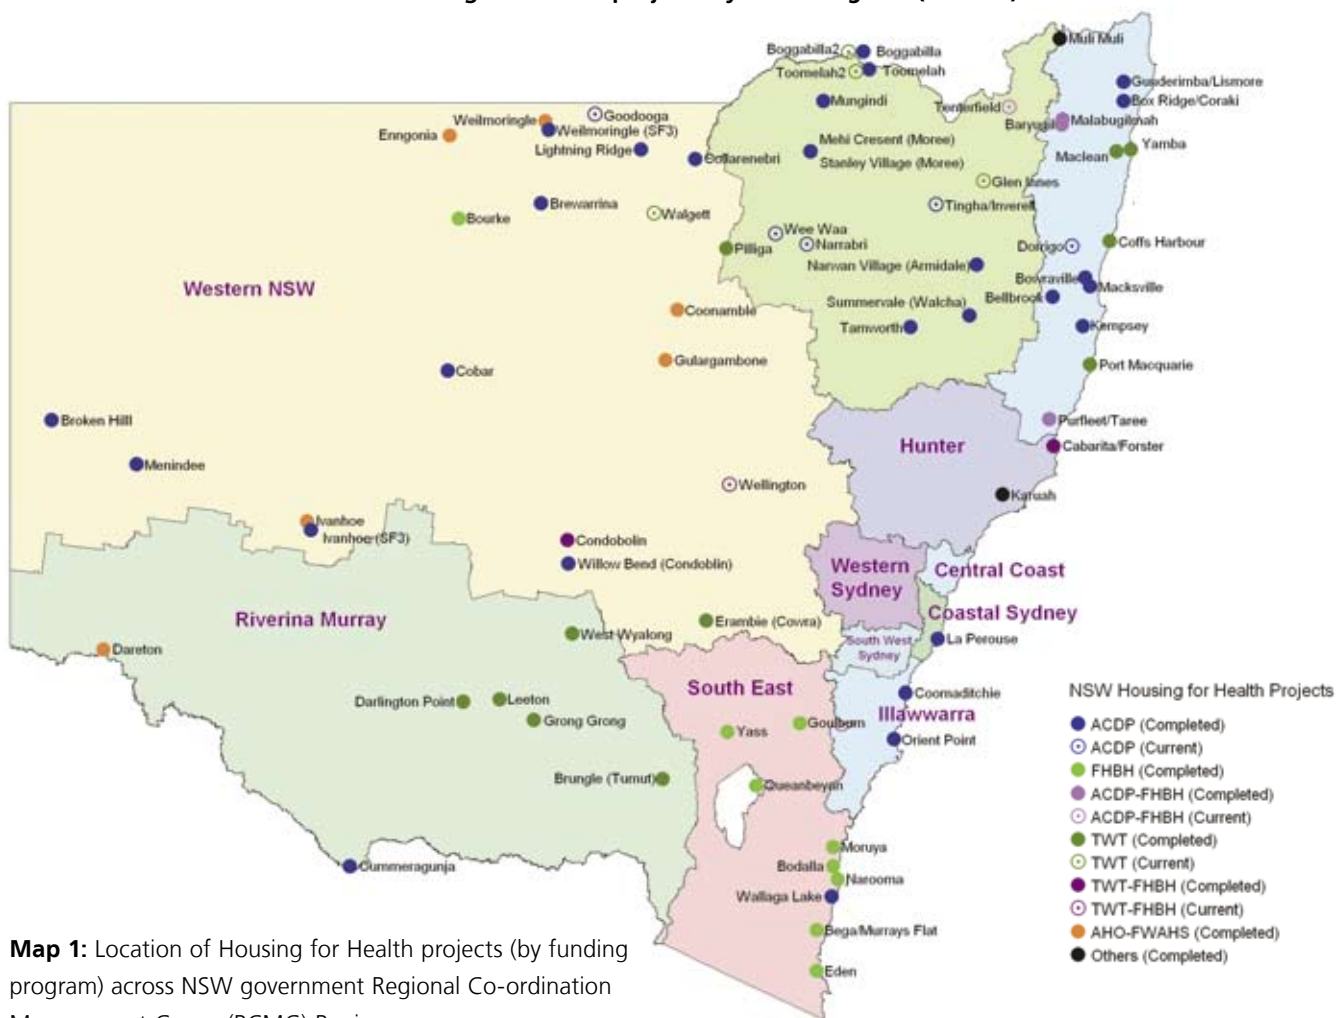 Boggabilla2 Boggabilla
Toomelah2 Toomelah
Muli Muli
Gunderimba/Lismore
Box Ridge/Coraki
Mungindi
Tenterfield
Baryugil
Malabugilmah
Goodooga
Weilmoringle
Weilmoringle (SF3)
Enngonia
Lightning Ridge
Collarenebri
Mehi Cresent (Moree)
Stanley Village (Moree)
Maclean
Yamba
Glen Innes
Brewarrina
Walgett
Tingha/Inverell
Bourke
Wee Waa
Narrabri
Pilliga
Dorrigo
Coffs Harbour
Narwan Village (Armidale)
Bowraville
Macksville
Western NSW
Bellbrook
Summervale (Walcha)
Coonamble
Tamworth
Kempsey
Gulargambone
Port Macquarie
Cobar
Broken Hilll
Purfleet/Taree
Hunter
Cabarita/Forster
Menindee
Wellington
Karuah
Ivanhoe
Ivanhoe (SF3)
Condobolin
Willow Bend (Condoblin)
Western
Sydney
Central Coast
Coastal Sydney
Riverina Murray
Erambie (Cowra)
West Wyalong
South West
Sydney
La Perouse
Dareton
South East
Coomaditchie
Illawwarra
Darlington Point
Leeton
Grong Grong
Yass
Goulburn
Orient Point
Brungle (Tumut)
Queanbeyan
Moruya
Bodalla
Narooma
Cummeragunja
Wallaga Lake
Bega/Murrays Flat
Eden
NSW Housing for Health Projects
ACDP (Completed)
ACDP (Current)
FHBH (Completed)
ACDP-FHBH (Completed)
ACDP-FHBH (Current)
TWT (Completed)
TWT (Current)
TWT-FHBH (Completed)
TWT-FHBH (Current)
AHO-FWAHS (Completed)
Others (Completed)
Map 1: Location of Housing for Health projects (by funding
program) across NSW government Regional Co-ordination